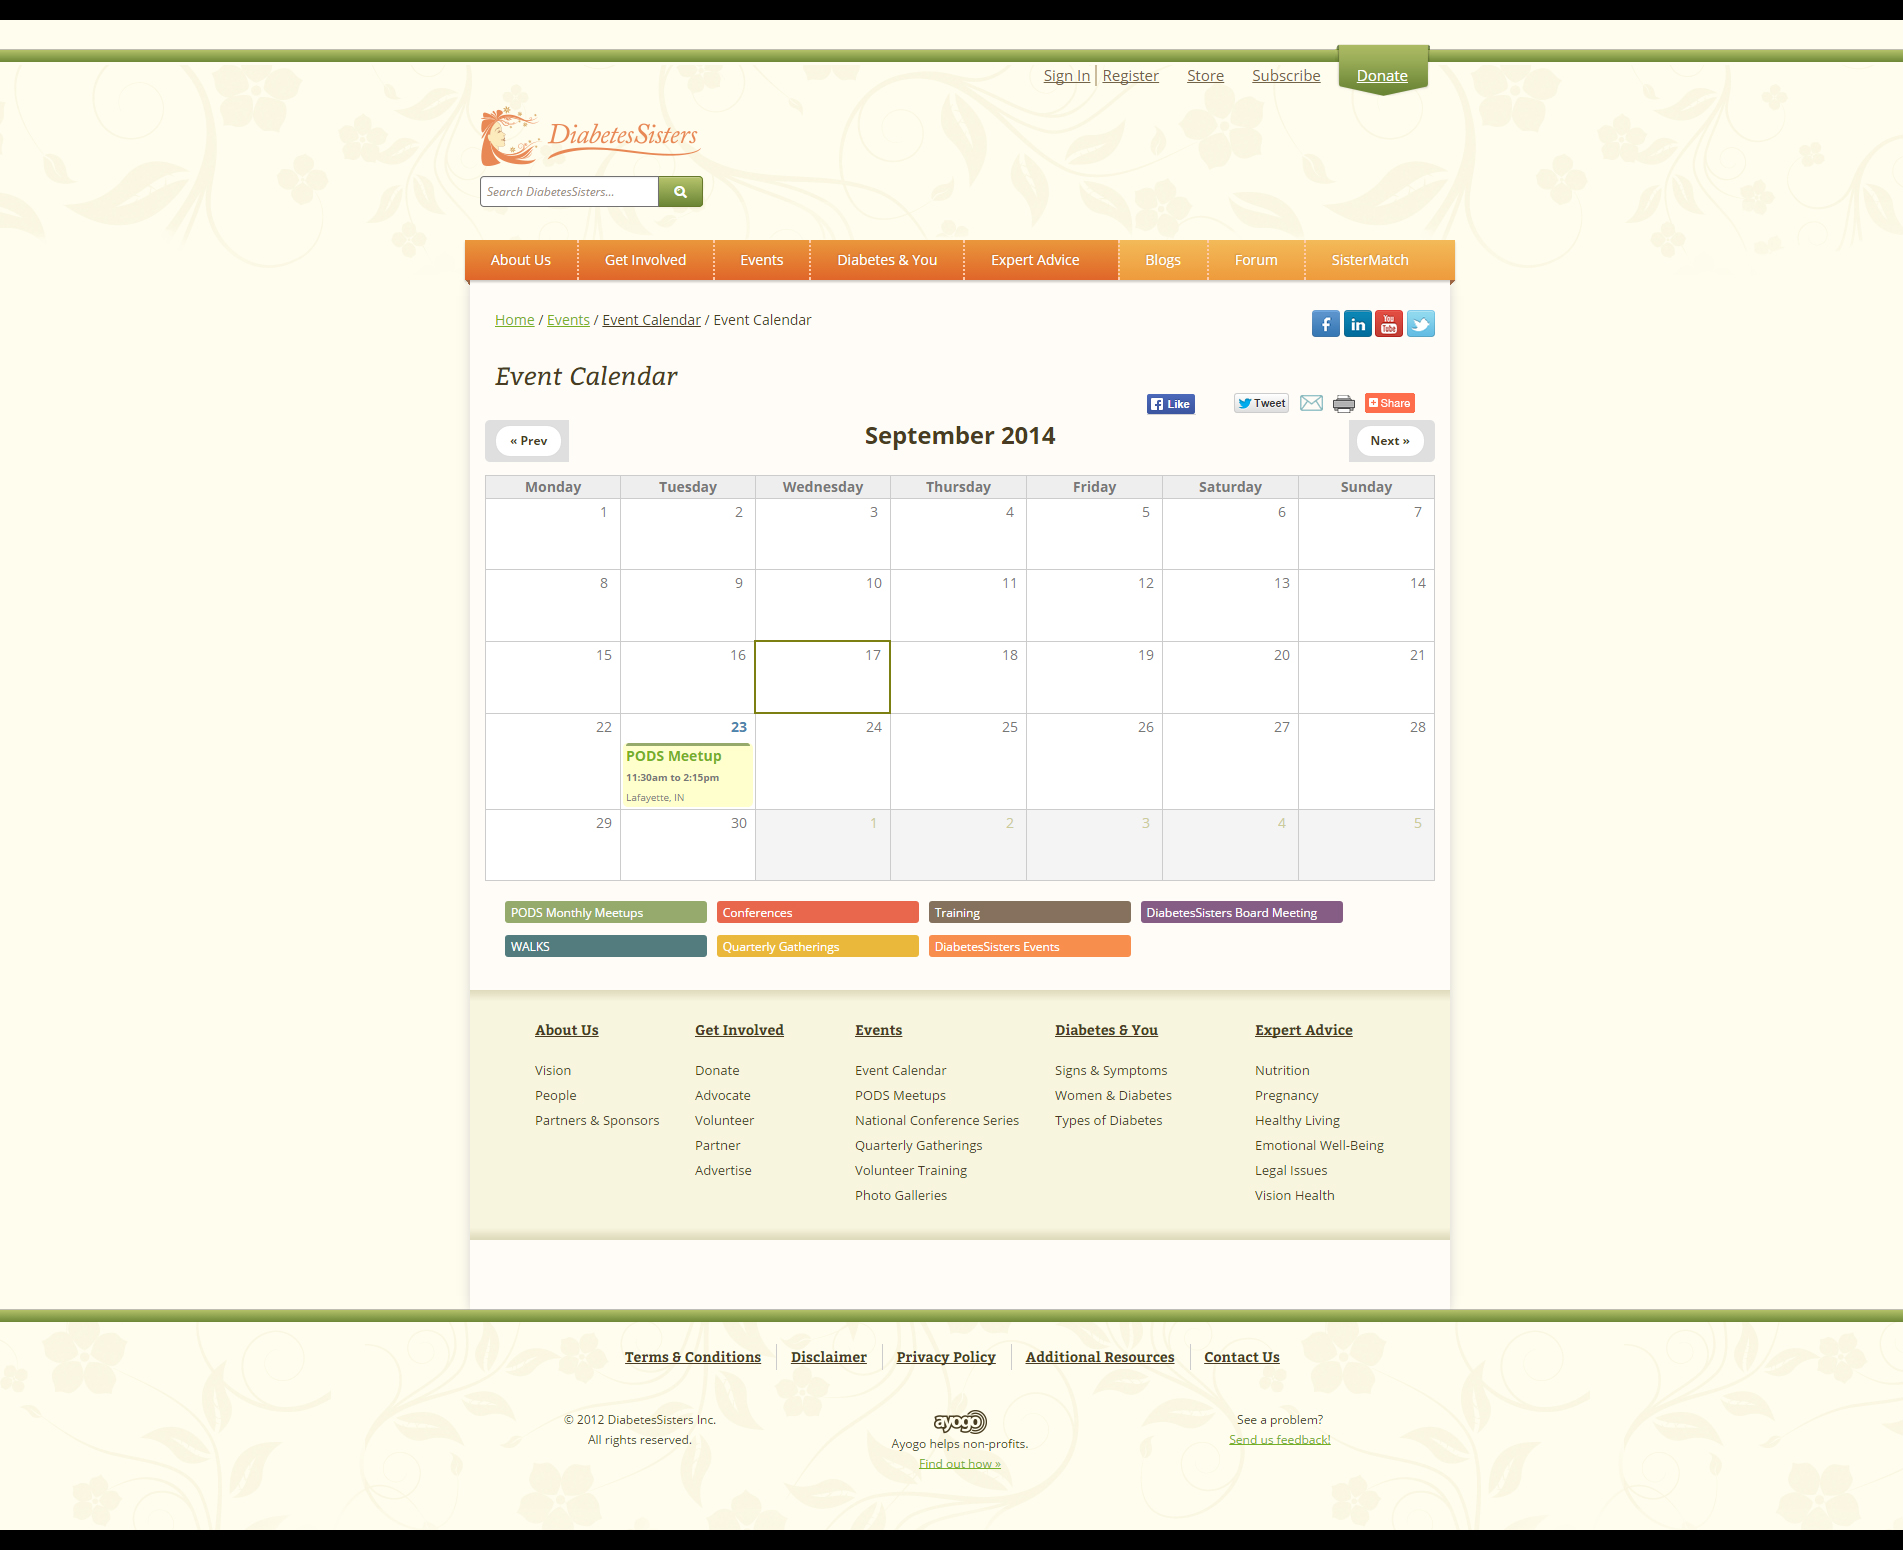 Sign In | Register Store Subscribe Donate
DiabetesSisters
Search DiabetesSisters...
About Us Get Involved Events Diabetes & You Expert Advice Blogs Forum SisterMatch
Home / Events / Event Calendar / Event Calendar
f in You Tube
Event Calendar
Like Tweet Share
« Prev September 2014 Next »
Monday Tuesday Wednesday Thursday Friday Saturday Sunday
1 2 3 4 5 6 7
8 9 10 11 12 13 14
15 16 17 18 19 20 21
22 23 24 25 26 27 28
PODS Meetup
11:30am to 2:15pm
Lafayette, IN
29 30 1 2 3 4 5
PODS Monthly Meetups Conferences Training DiabetesSisters Board Meeting
WALKS Quarterly Gatherings DiabetesSisters Events
About Us Get Involved Events Diabetes & You Expert Advice
Vision Donate Event Calendar Signs & Symptoms Nutrition
People Advocate PODS Meetups Women & Diabetes Pregnancy
Partners & Sponsors Volunteer National Conference Series Types of Diabetes Healthy Living
Partner Quarterly Gatherings Emotional Well-Being
Advertise Volunteer Training Legal Issues
Photo Galleries Vision Health
Terms & Conditions Disclaimer Privacy Policy Additional Resources Contact Us
© 2012 DiabetesSisters Inc. ayogo See a problem?
All rights reserved. Ayogo helps non-profits. Send us feedback!
Find out how »